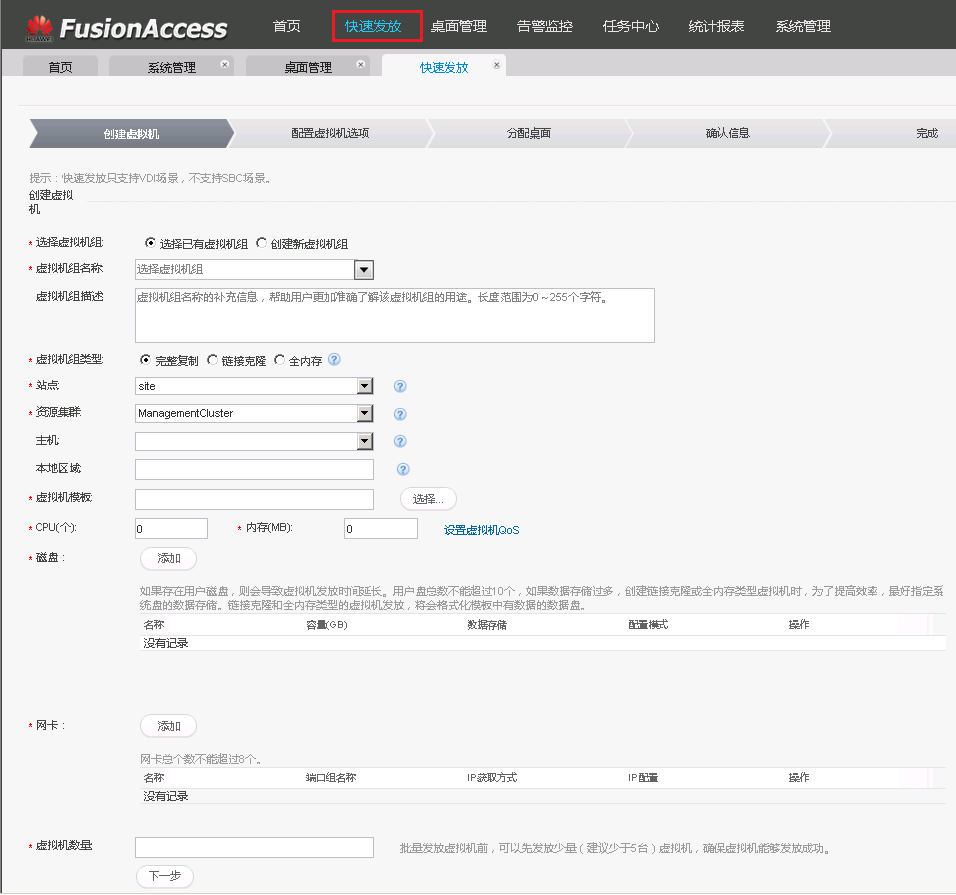 HUAWEI FusionAccess 首页 快速发放 桌面管理 告警监控 任务中心 统计报表 系统管理
首页 系统管理 桌面管理 快速发放
创建虚拟机 配置虚拟机选项 分配桌面 确认信息 完成
提示：快速发放只支持VDI场景，不支持SBC场景。
创建虚拟
机
* 选择虚拟机组: 选择已有虚拟机组 创建新虚拟机组
* 虚拟机组名称: 选择虚拟机组
虚拟机组描述: 虚拟机组名称的补充信息，帮助用户更加准确了解该虚拟机组的用途。长度范围为0～255个字符。
* 虚拟机组类型: 完整复制 链接克隆 全内存 ?
* 站点: site ?
* 资源集群: ManagementCluster ?
主机: ?
本地区域: ?
* 虚拟机模板: 选择...
* CPU(个): 0 * 内存(MB): 0 设置虚拟机QoS
* 磁盘： 添加
如果存在用户磁盘，则会导致虚拟机发放时间延长。用户盘总数不能超过10个，如果数据存储过多，创建链接克隆或全内存类型虚拟机时，为了提高效率，最好指定系
统盘的数据存储。链接克隆和全内存类型的虚拟机发放，将会格式化模板中有数据的数据盘。
名称 容量(GB) 数据存储 配置模式 操作
没有记录
* 网卡： 添加
网卡总个数不能超过8个。
名称 端口组名称 IP获取方式 IP配置 操作
没有记录
* 虚拟机数量: 批量发放虚拟机前，可以先发放少量（建议少于5台）虚拟机，确保虚拟机能够发放成功。
下一步